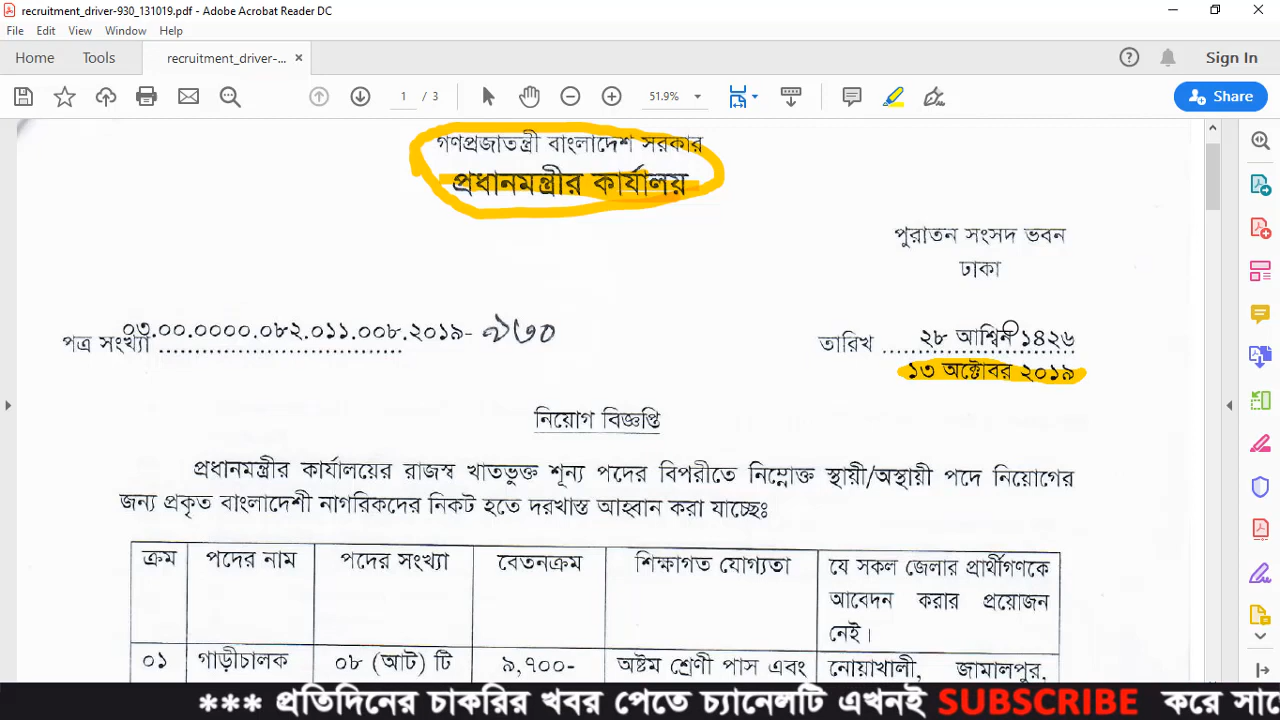 recruitment_driver-930_131019.pdf - Adobe Acrobat Reader DC
File Edit View Window Help
Home Tools recruitment_driver-... × Sign In
1 / 3 51.9% Share
গণপ্রজাতন্ত্রী বাংলাদেশ সরকার
প্রধানমন্ত্রীর কার্যালয়
পুরাতন সংসদ ভবন
ঢাকা
পত্র সংখ্যা ০৩.০০.০০০০.০৮২.০১১.০০৮.২০১৯- ৯৩০
তারিখ ২৮ আশ্বিন ১৪২৬
১৩ অক্টোবর ২০১৯
নিয়োগ বিজ্ঞপ্তি
প্রধানমন্ত্রীর কার্যালয়ের রাজস্ব খাতভুক্ত শূন্য পদের বিপরীতে নিম্নোক্ত স্থায়ী/অস্থায়ী পদে নিয়োগের
জন্য প্রকৃত বাংলাদেশী নাগরিকদের নিকট হতে দরখাস্ত আহ্বান করা যাচ্ছেঃ
ক্রম পদের নাম পদের সংখ্যা বেতনক্রম শিক্ষাগত যোগ্যতা যে সকল জেলার প্রার্থীগণকে
আবেদন করার প্রয়োজন
নেই।
০১ গাড়ীচালক ০৮ (আট) টি ৯,৭০০- অষ্টম শ্রেণী পাস এবং নোয়াখালী, জামালপুর,
*** প্রতিদিনের চাকরির খবর পেতে চ্যানেলটি এখনই SUBSCRIBE করে